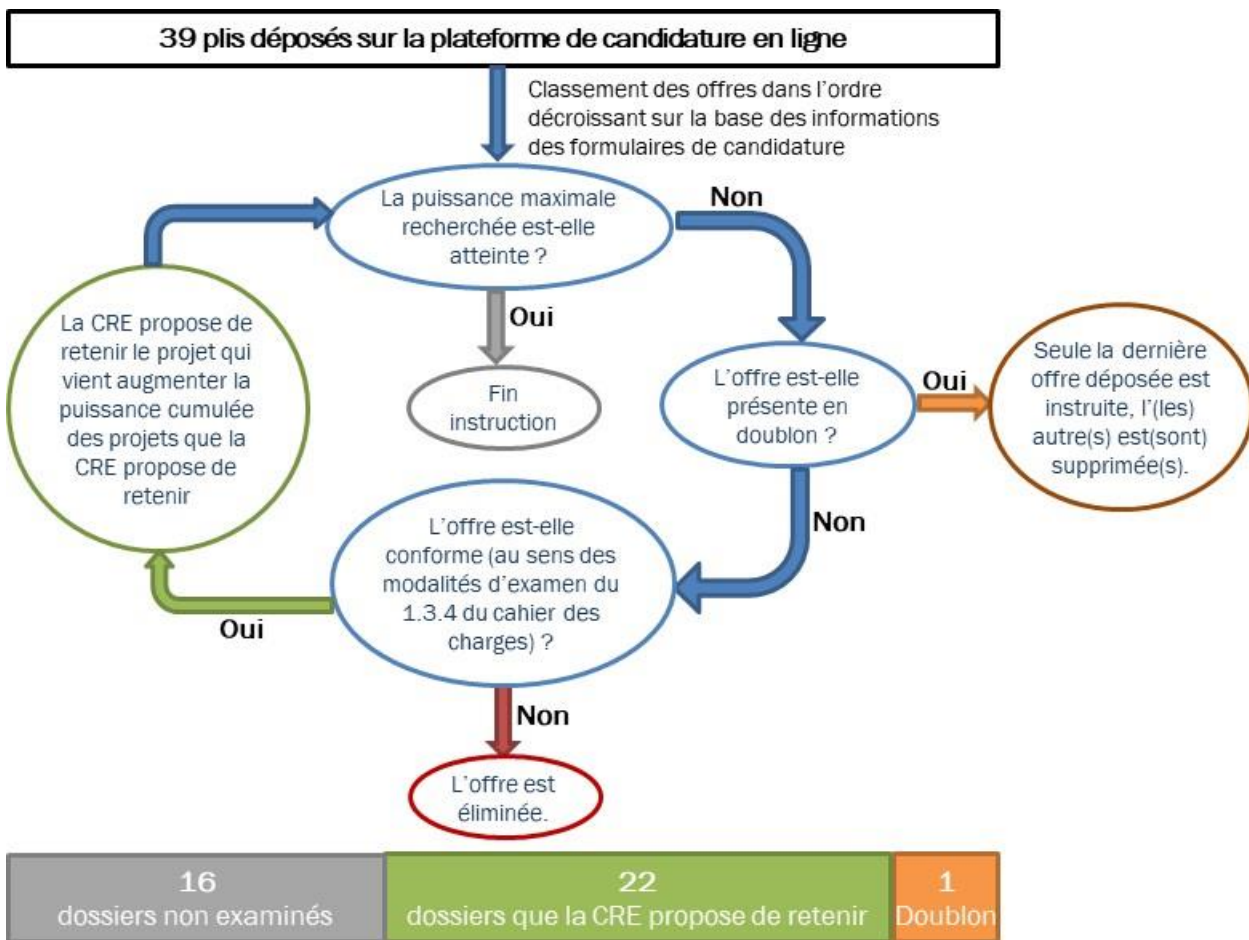 39 plis déposés sur la plateforme de candidature en ligne
Classement des offres dans l'ordre
décroissant sur la base des informations
des formulaires de candidature
La puissance maximale
recherchée est-elle
atteinte ?
Non
Oui
Fin
instruction
L'offre est-elle
présente en
doublon ?
Oui
Seule la dernière
offre déposée est
instruite, l'(les)
autre(s) est(sont)
supprimée(s).
Non
L'offre est-elle
conforme (au sens des
modalités d'examen du
1.3.4 du cahier des
charges) ?
Oui
La CRE propose de
retenir le projet qui
vient augmenter la
puissance cumulée
des projets que la
CRE propose de
retenir
Non
L'offre est
éliminée.
16
dossiers non examinés
22
dossiers que la CRE propose de retenir
1
Doublon